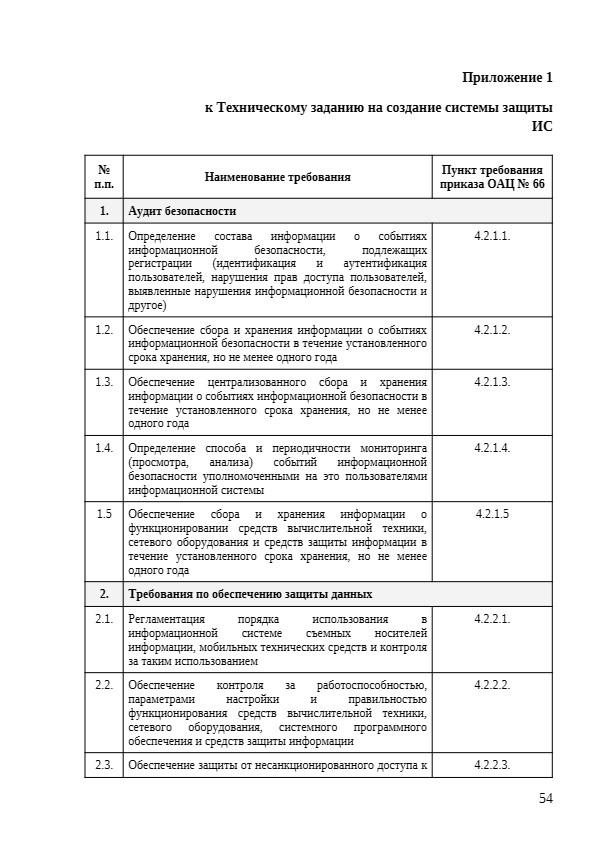 Приложение 1
к Техническому заданию на создание системы защиты
ИС
№ п.п. Наименование требования Пункт требования приказа ОАЦ № 66
1. Аудит безопасности
1.1. Определение состава информации о событиях 4.2.1.1.
информационной безопасности, подлежащих
регистрации (идентификация и аутентификация
пользователей, нарушения прав доступа пользователей,
выявленные нарушения информационной безопасности и
другое)
1.2. Обеспечение сбора и хранения информации о событиях 4.2.1.2.
информационной безопасности в течение установленного
срока хранения, но не менее одного года
1.3. Обеспечение централизованного сбора и хранения 4.2.1.3.
информации о событиях информационной безопасности в
течение установленного срока хранения, но не менее
одного года
1.4. Определение способа и периодичности мониторинга 4.2.1.4.
(просмотра, анализа) событий информационной
безопасности уполномоченными на это пользователями
информационной системы
1.5 Обеспечение сбора и хранения информации о 4.2.1.5
функционировании средств вычислительной техники,
сетевого оборудования и средств защиты информации в
течение установленного срока хранения, но не менее
одного года
2. Требования по обеспечению защиты данных
2.1. Регламентация порядка использования в 4.2.2.1.
информационной системе съемных носителей
информации, мобильных технических средств и контроля
за таким использованием
2.2. Обеспечение контроля за работоспособностью, 4.2.2.2.
параметрами настройки и правильностью
функционирования средств вычислительной техники,
сетевого оборудования, системного программного
обеспечения и средств защиты информации
2.3. Обеспечение защиты от несанкционированного доступа к 4.2.2.3.
54